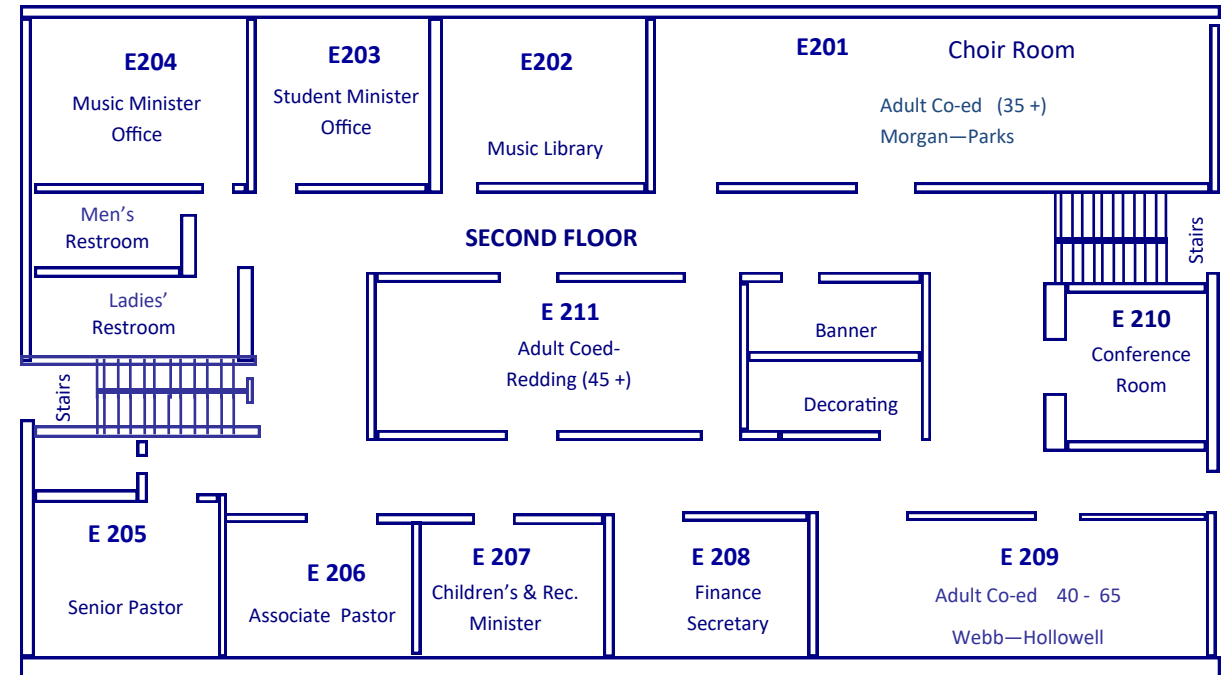 E204
Music Minister
Office
E203
Student Minister
Office
E202
Music Library
E201 Choir Room
Adult Co-ed (35 +)
Morgan—Parks
Men's
Restroom
SECOND FLOOR
Stairs
Ladies'
Restroom
E 211
Adult Coed-
Redding (45 +)
Banner
Decorating
E 210
Conference
Room
Stairs
E 205
Senior Pastor
E 206
Associate Pastor
E 207
Children's & Rec.
Minister
E 208
Finance
Secretary
E 209
Adult Co-ed 40 - 65
Webb—Hollowell